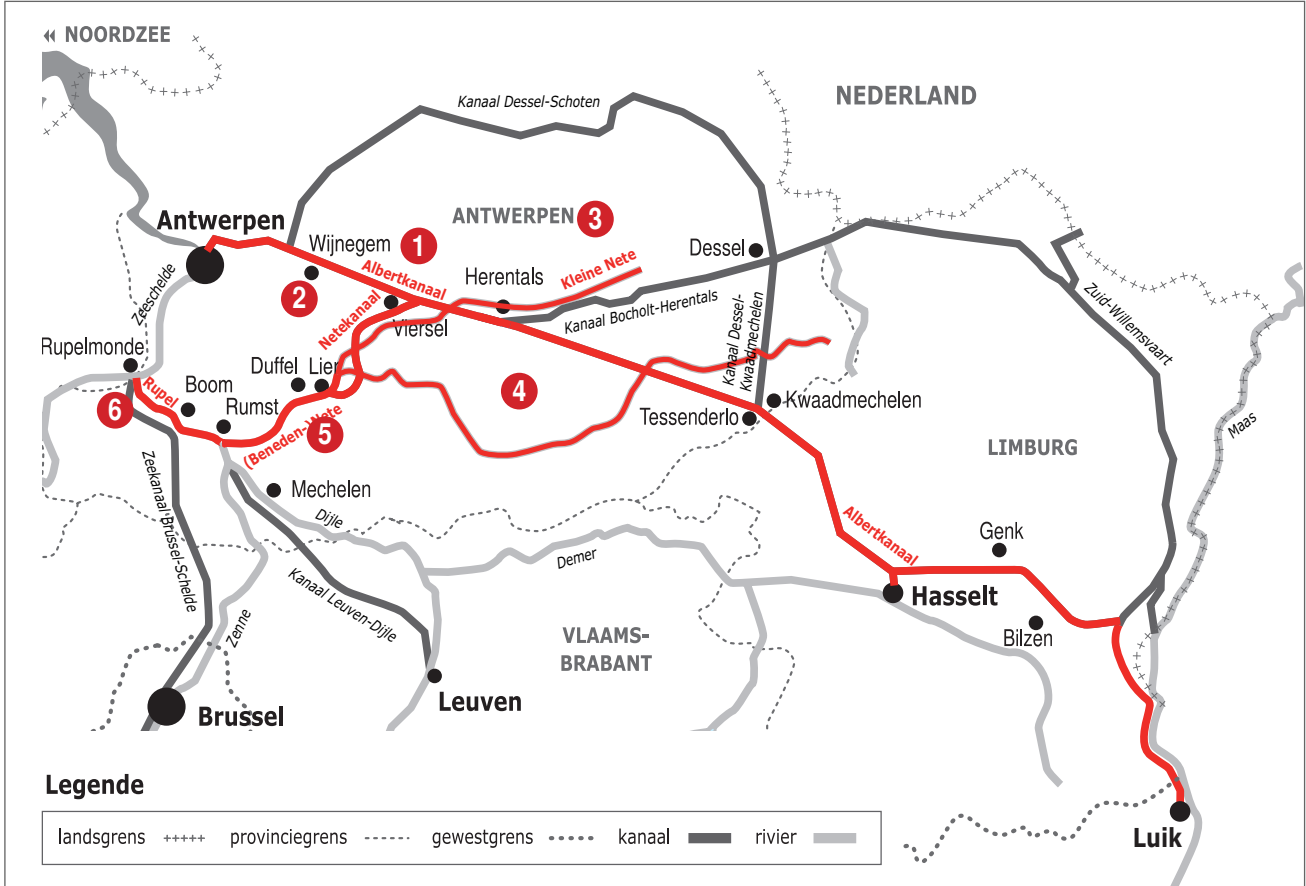 NOORDZEE
Kanaal Dessel-Schoten
NEDERLAND
Antwerpen
ANTWERPEN
3
Wijnegem
1
Dessel
Albertkanaal
Herentals
Kleine Nete
Zeeschelde
2
Netekanaal
Viersel
Kanaal Bocholt-Herentals
Kanaal Dessel-
Kwaadmechelen
Zuid-Willemsvaart
Rupelmonde
Duffel
Lier
Boom
Rupel
Rumst
4
Kwaadmechelen
Tessenderlo
6
5
(Beneden-Nete
Maas
LIMBURG
Mechelen
Dijle
Zeekanaal Brussel-Schelde
Albertkanaal
Genk
Demer
Kanaal Leuven-Dijle
Hasselt
Zenne
VLAAMS-
BRABANT
Bilzen
Leuven
Brussel
Legende
landsgrens
provinciegrens
gewestgrens
kanaal
rivier
Luik